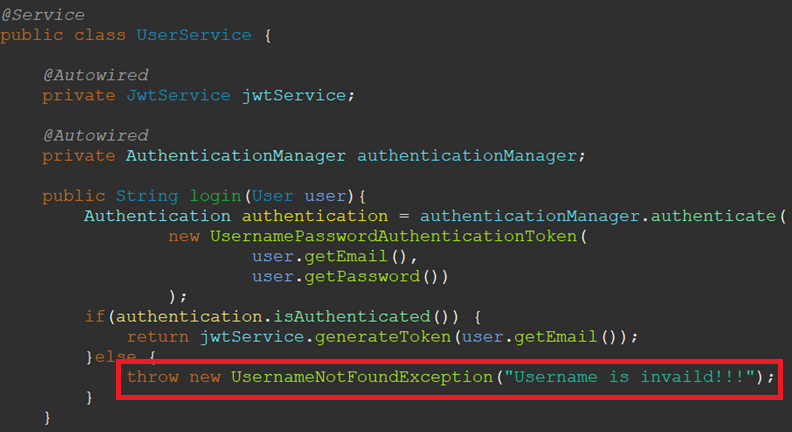 @Service
public class UserService {
@Autowired
private JwtService jwtService;
@Autowired
private AuthenticationManager authenticationManager;
public String login(User user){
Authentication authentication = authenticationManager.authenticate(
new UsernamePasswordAuthenticationToken(
user.getEmail(),
user.getPassword())
);
if(authentication.isAuthenticated()) {
return jwtService.generateToken(user.getEmail());
}else {
throw new UsernameNotFoundException("Username is invaild!!!");
}
}